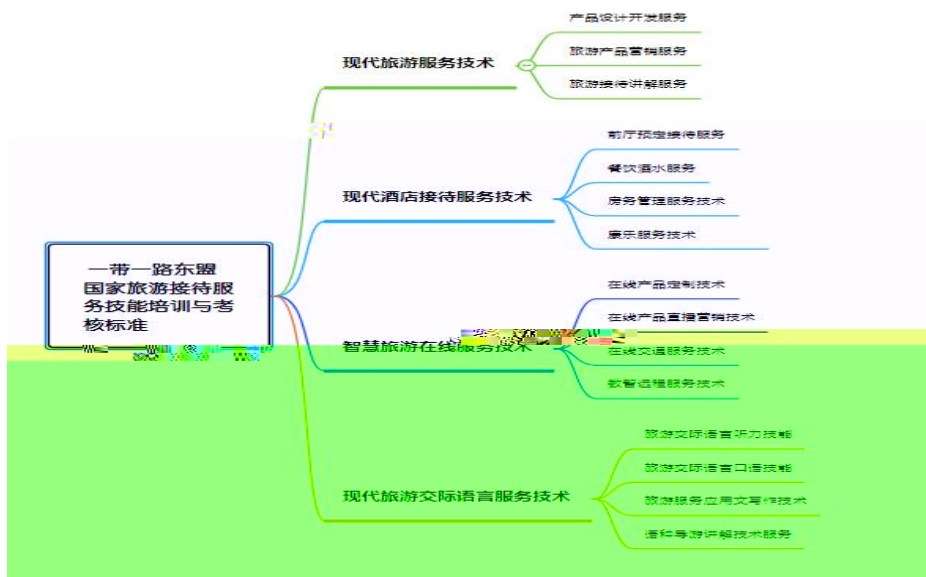 产品设计开发服务
现代旅游服务技术
旅游产品营销服务
旅游接待讲解服务
前厅预定接待服务
餐饮酒水服务
现代酒店接待服务技术
房务管理服务技术
康乐服务技术
一带一路东盟
国家旅游接待服
务技能培训与考
核标准
在线产品定制技术
在线产品直播营销技术
智慧旅游在线服务技术
在线交通服务技术
数智远程服务技术
旅游交际语言听力技能
旅游交际语言口语技能
现代旅游交际语言服务技术
旅游服务应用文写作技术
语种导游讲解技术服务